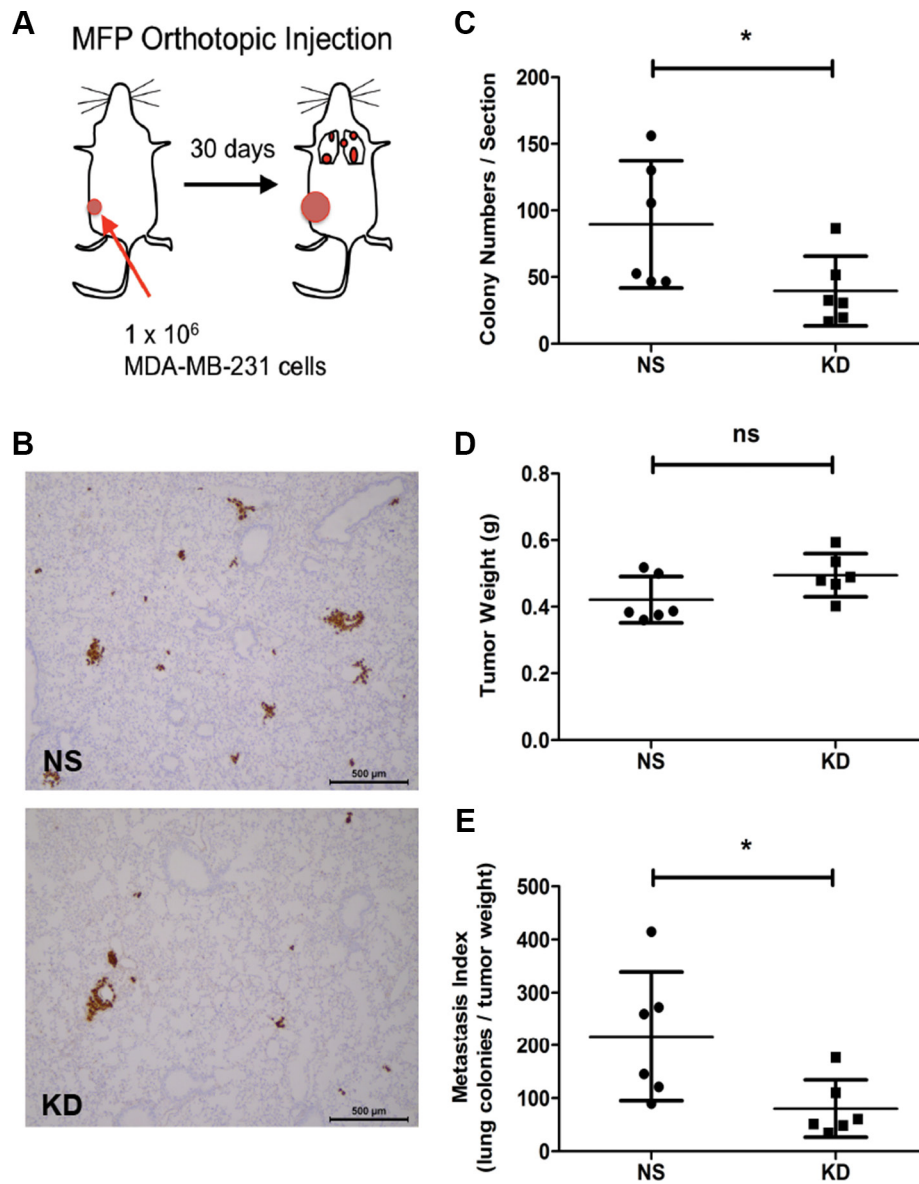 A
MFP Orthotopic Injection
30 days
1 x 10⁶
MDA-MB-231 cells
B
NS
500 µm
KD
500 µm
C
*
Colony Numbers / Section
200
150
100
50
0
NS KD
D
ns
Tumor Weight (g)
0.8
0.6
0.4
0.2
0.0
NS KD
E
*
Metastasis Index
(lung colonies / tumor weight)
500
400
300
200
100
0
NS KD